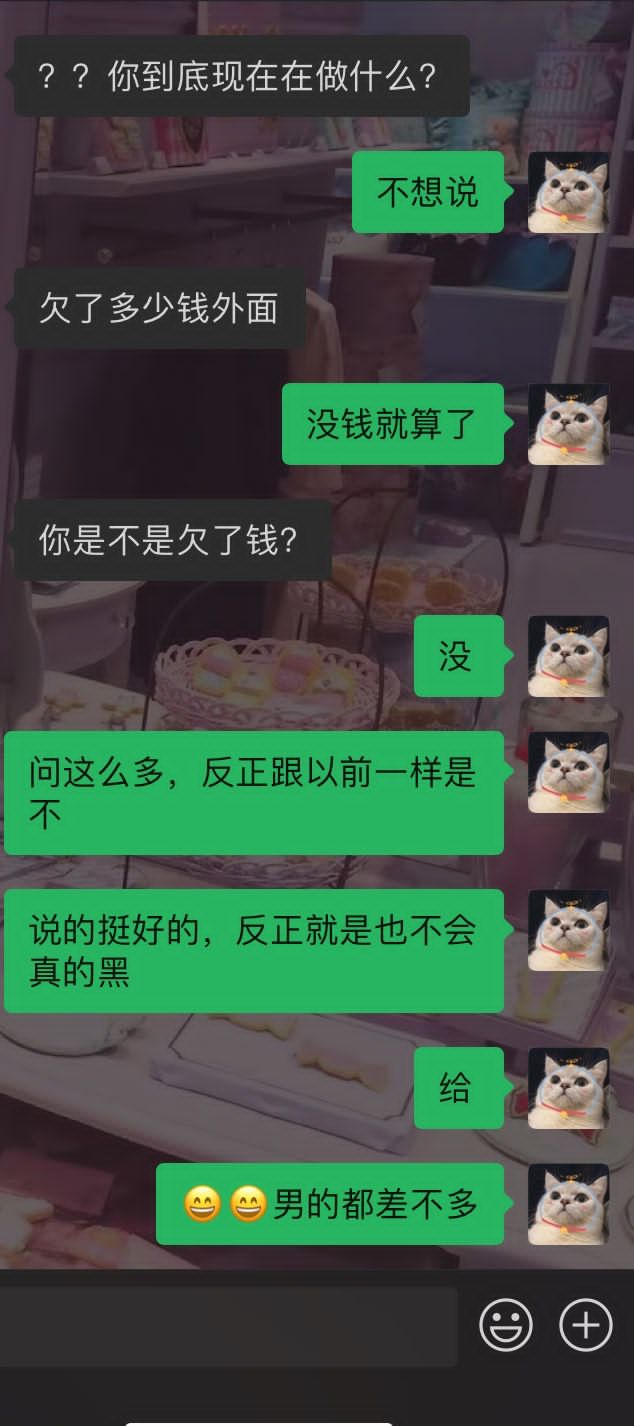 ？？你到底现在在做什么？
不想说
欠了多少钱外面
没钱就算了
你是不是欠了钱？
没
问这么多，反正跟以前一样是
不
说的挺好的，反正就是也不会
真的黑
给
😄😄男的都差不多